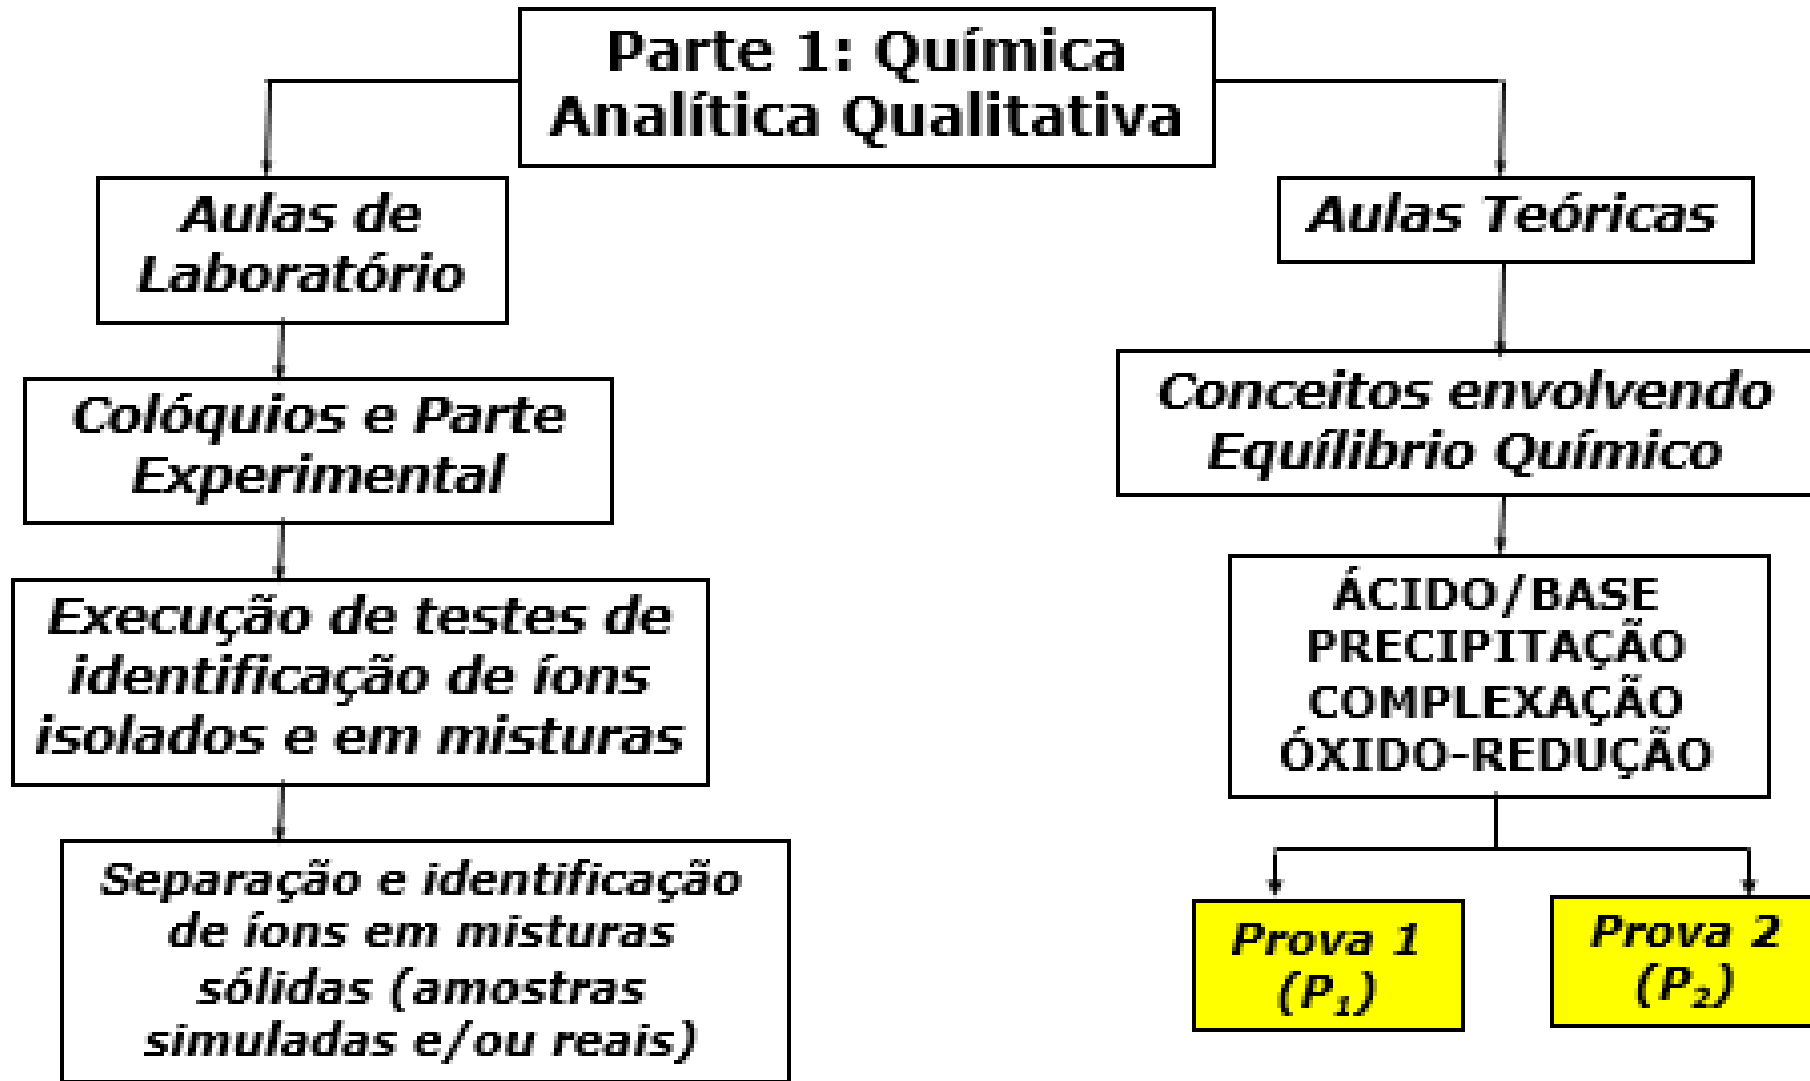 Parte 1: Química
Analítica Qualitativa
Aulas de
Laboratório
Colóquios e Parte
Experimental
Execução de testes de
identificação de íons
isolados e em misturas
Separação e identificação
de íons em misturas
sólidas (amostras
simuladas e/ou reais)
Aulas Teóricas
Conceitos envolvendo
Equílibrio Químico
ÁCIDO/BASE
PRECIPITAÇÃO
COMPLEXAÇÃO
ÓXIDO-REDUÇÃO
Prova 1
(P₁)
Prova 2
(P₂)